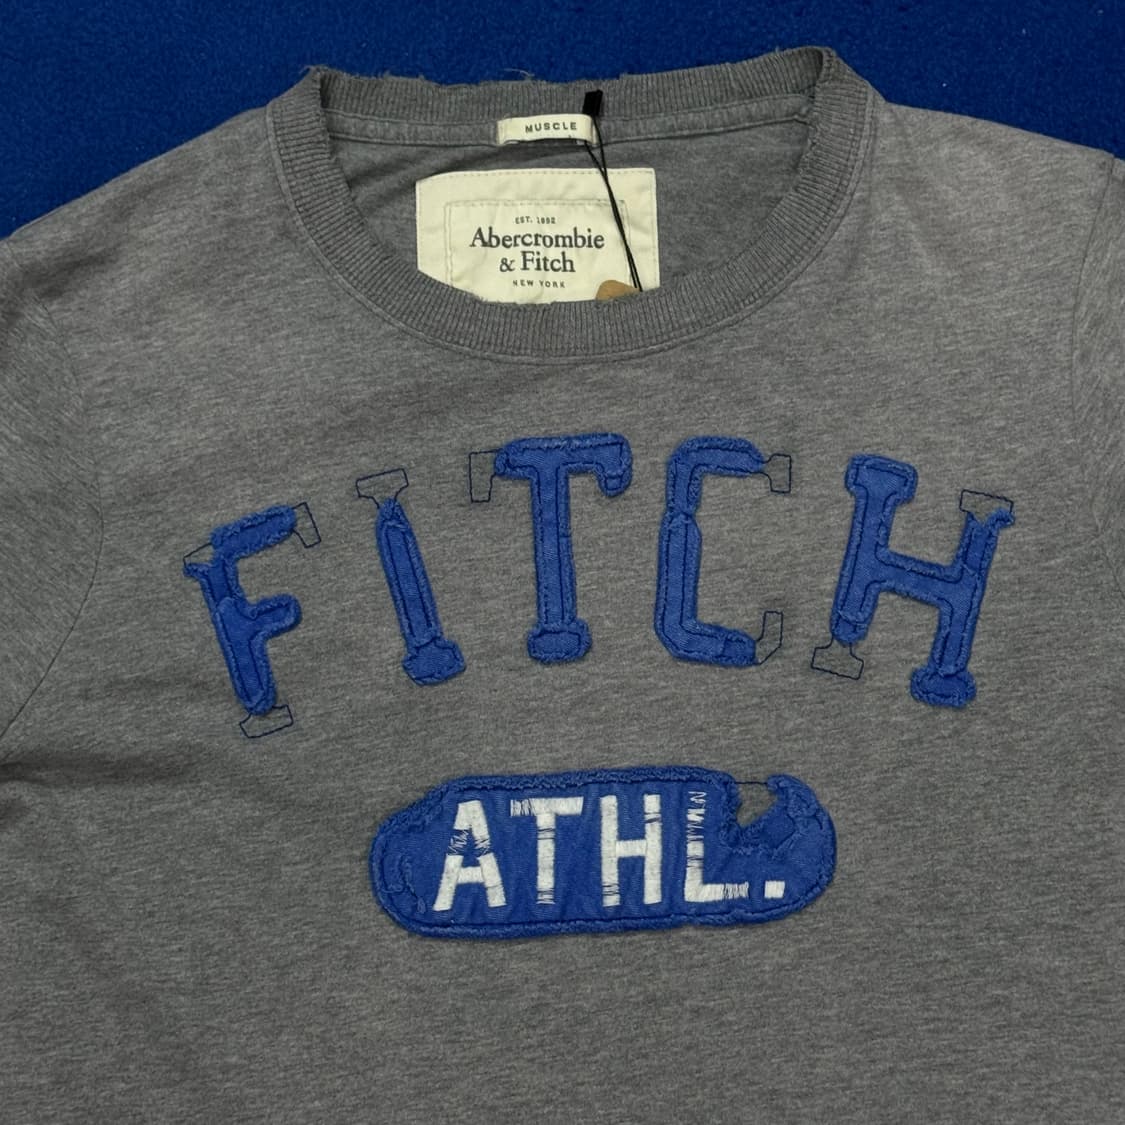 MUSCLE
EST. 1892
Abercrombie
& Fitch
NEW YORK
FITCH
ATHL.